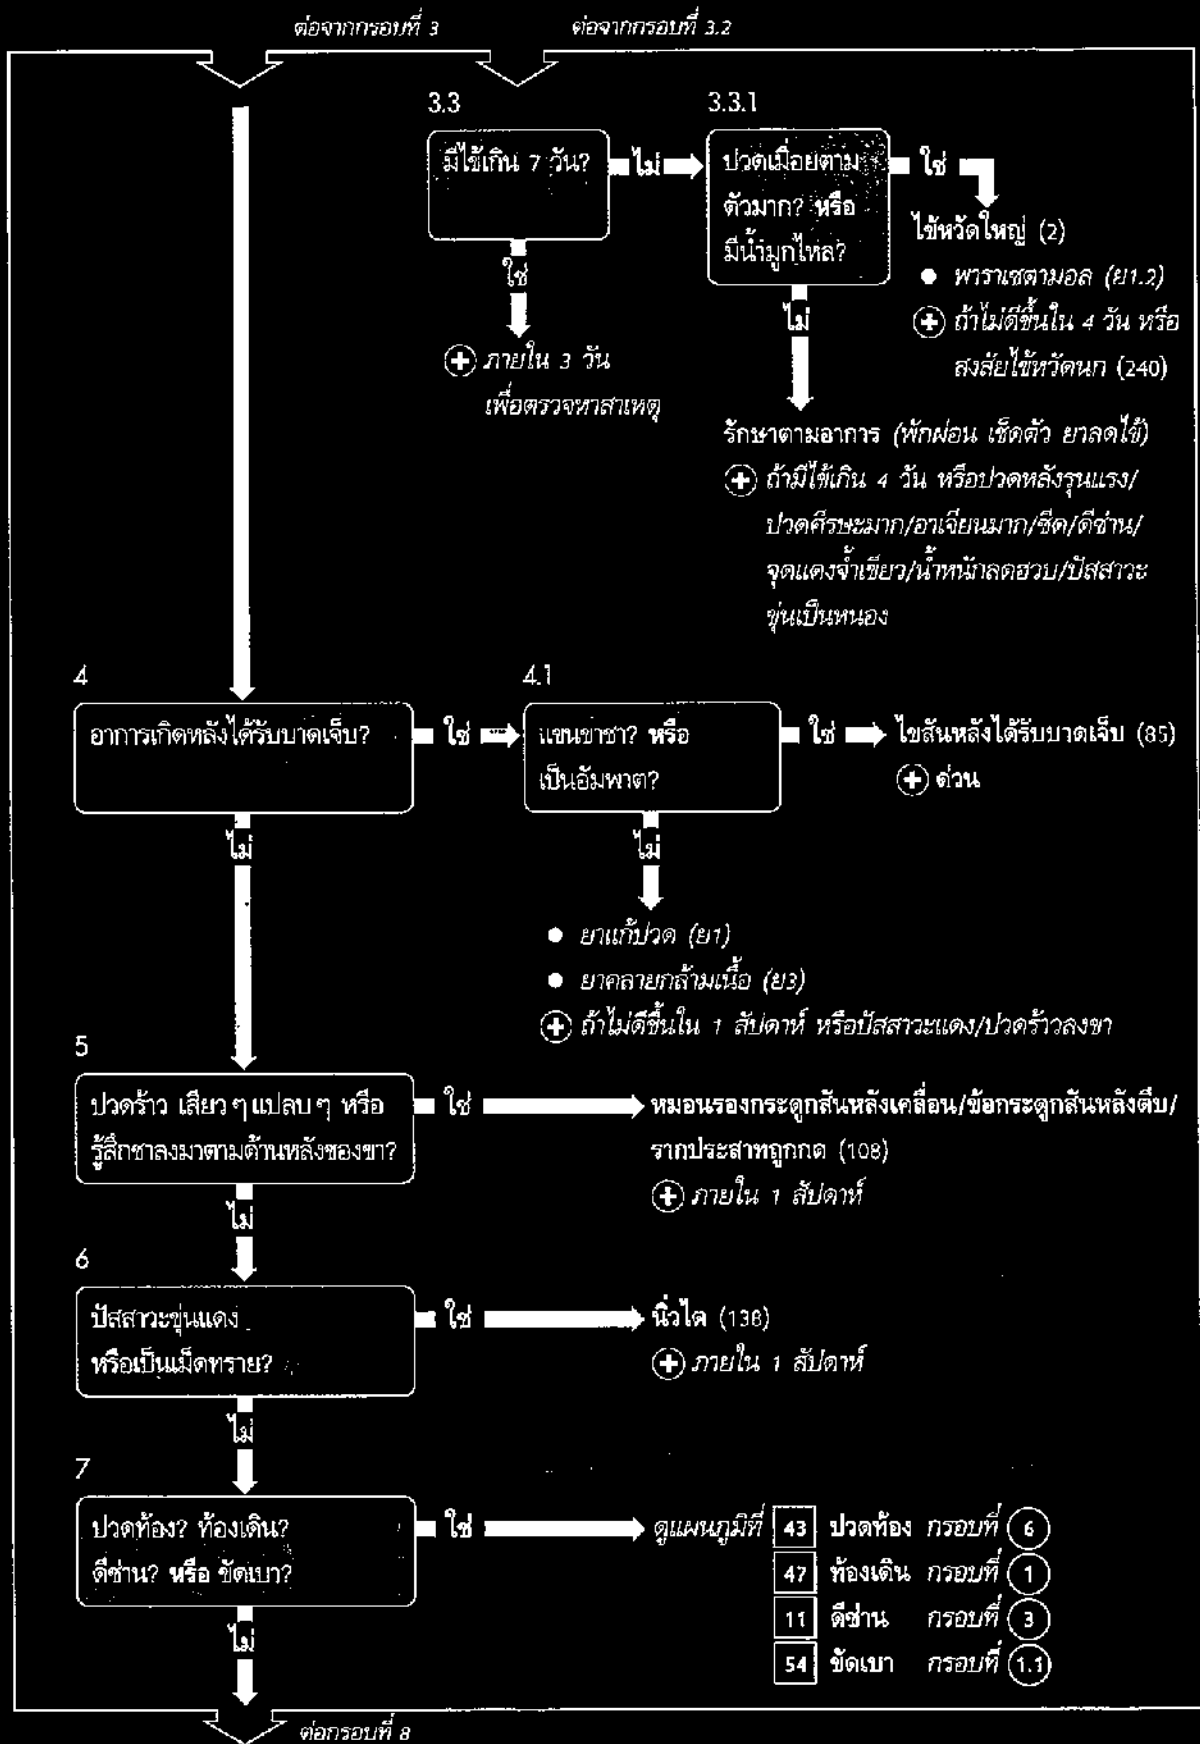 ต่อจากกรอบที่ 3
ต่อจากกรอบที่ 3.2
3.3
มีไข้เกิน 7 วัน?
ไม่
ใช่
ภายใน 3 วัน
เพื่อตรวจหาสาเหตุ
3.3.1
ปวดเมื่อยตาม
ตัวมาก? หรือ
มีน้ำมูกไหล?
ใช่
ไข้หวัดใหญ่ (2)
● พาราเซตามอล (ย1.2)
ถ้าไม่ดีขึ้นใน 4 วัน หรือ
สงสัยไข้หวัดนก (240)
ไม่
รักษาตามอาการ (พักผ่อน เช็ดตัว ยาลดไข้)
ถ้ามีไข้เกิน 4 วัน หรือปวดหลังรุนแรง/
ปวดศีรษะมาก/อาเจียนมาก/ซีด/ดีซ่าน/
จุดแดงจ้ำเขียว/น้ำหนักลดฮวบ/ปัสสาวะ
ขุ่นเป็นหนอง
4
อาการเกิดหลังได้รับบาดเจ็บ?
ใช่
4.1
แขนขาชา? หรือ
เป็นอัมพาต?
ใช่
ไขสันหลังได้รับบาดเจ็บ (85)
ด่วน
ไม่
ไม่
● ยาแก้ปวด (ย1)
● ยาคลายกล้ามเนื้อ (ย3)
ถ้าไม่ดีขึ้นใน 1 สัปดาห์ หรือปัสสาวะแดง/ปวดร้าวลงขา
5
ปวดร้าว เสียวๆ แปลบๆ หรือ
รู้สึกชาลงมาตามด้านหลังของขา?
ใช่
หมอนรองกระดูกสันหลังเคลื่อน/ข้อกระดูกสันหลังตีบ/
รากประสาทถูกกด (108)
ภายใน 1 สัปดาห์
ไม่
6
ปัสสาวะขุ่นแดง
หรือเป็นเม็ดทราย?
ใช่
นิ่วไต (138)
ภายใน 1 สัปดาห์
ไม่
7
ปวดท้อง? ท้องเดิน?
ดีซ่าน? หรือ ขัดเบา?
ใช่
ดูแผนภูมิที่ 43 ปวดท้อง กรอบที่ 6
47 ท้องเดิน กรอบที่ 1
11 ดีซ่าน กรอบที่ 3
54 ขัดเบา กรอบที่ 1.1
ไม่
ต่อกรอบที่ 8